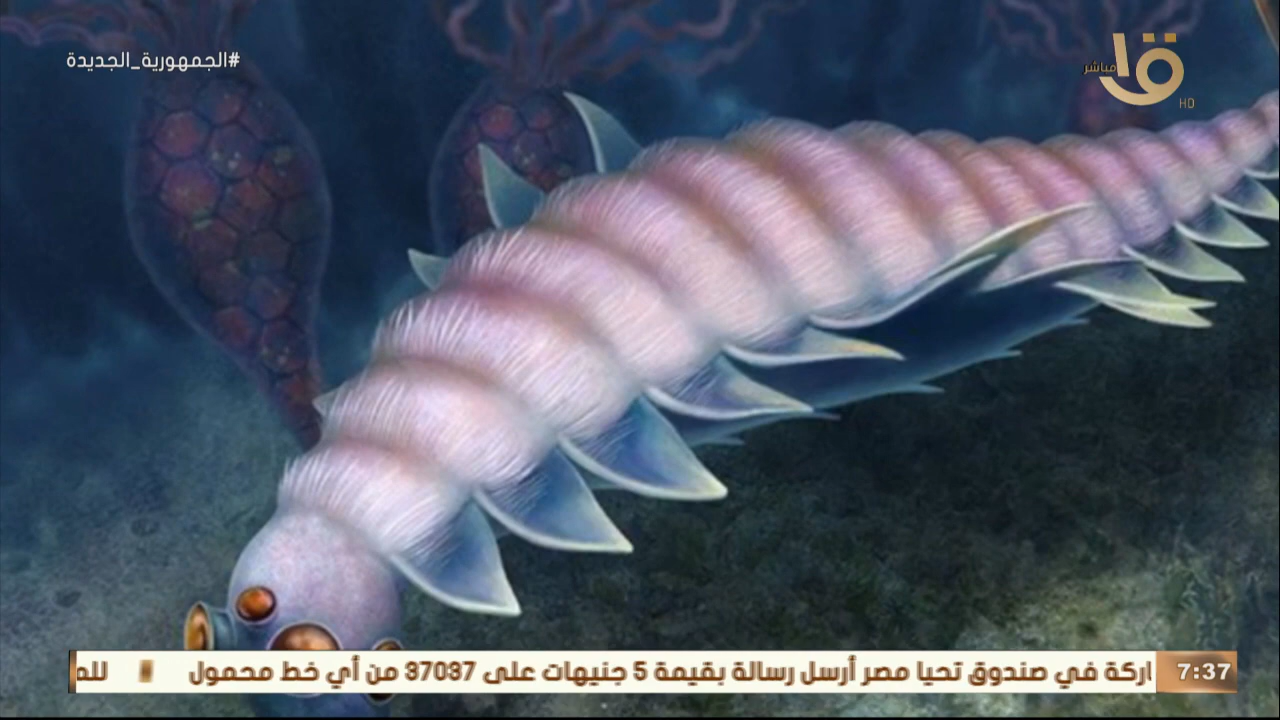 #الجمهورية_الجديدة
مباشر
HD
7:37
اركة في صندوق تحيا مصر أرسل رسالة بقيمة 5 جنيهات على 37037 من أي خط محمول
للم